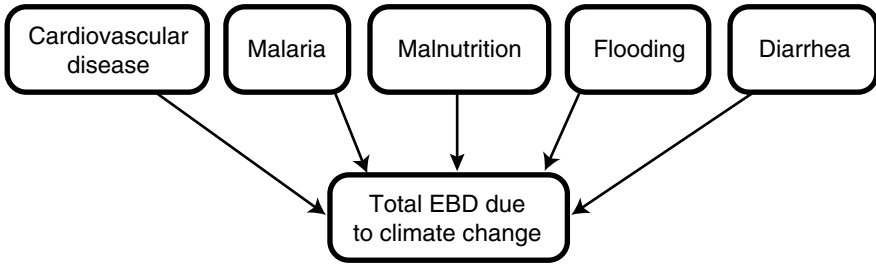 Cardiovascular
disease
Malaria
Malnutrition
Flooding
Diarrhea
Total EBD due
to climate change